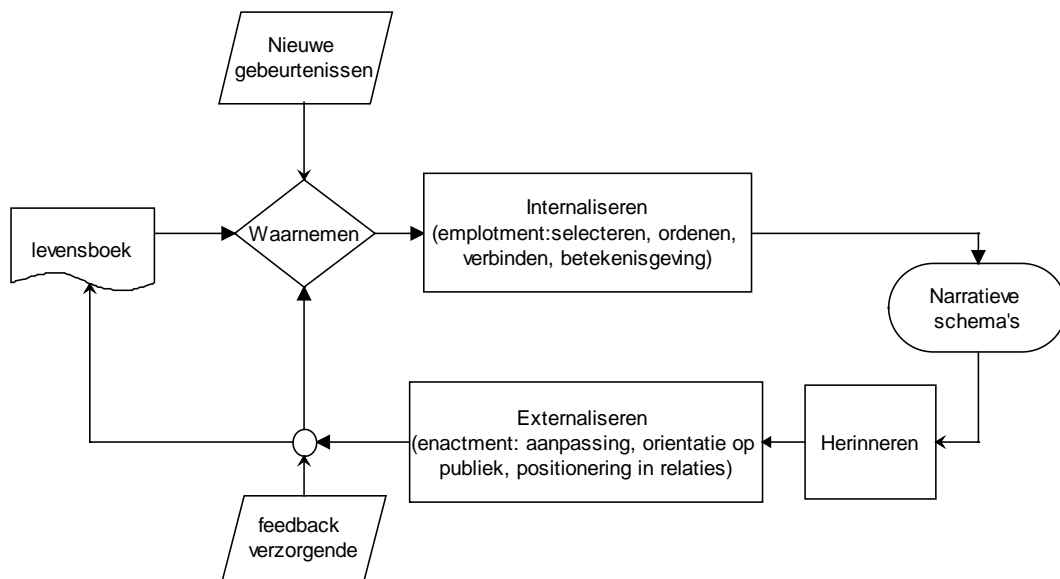 Nieuwe
gebeurtenissen
levensboek
Waarnemen
Internaliseren
(emplotment:selecteren, ordenen,
verbinden, betekenisgeving)
Narratieve
schema's
Externaliseren
(enactment: aanpassing, orientatie op
publiek, positionering in relaties)
Herinneren
feedback
verzorgende